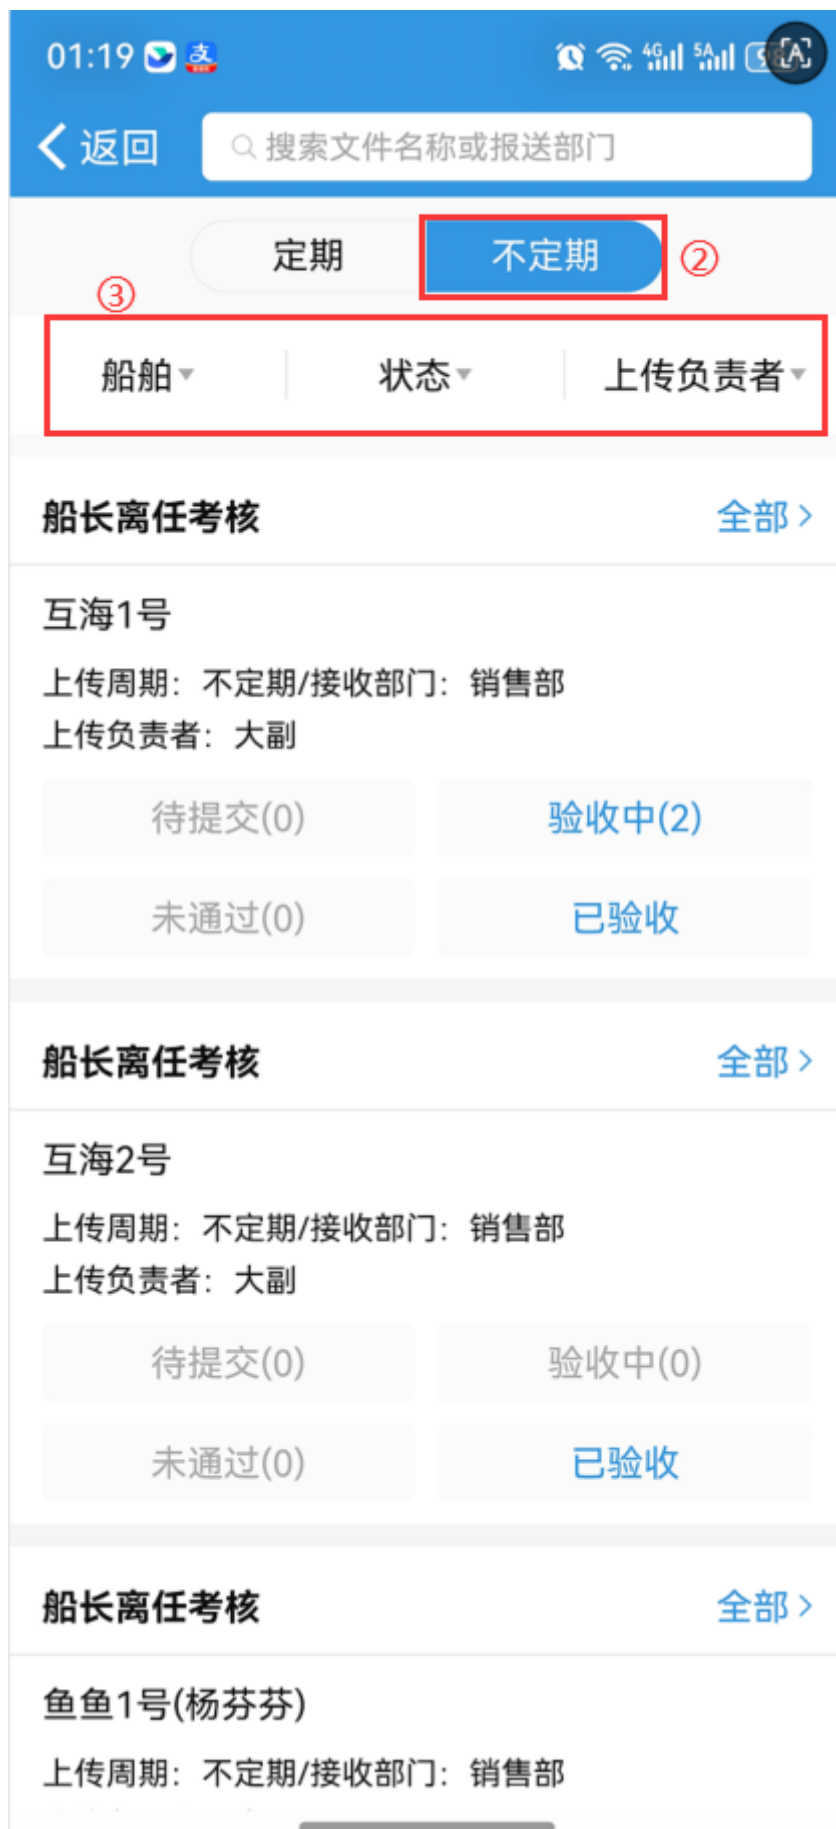 01:19 支 4G 5A
返回 搜索文件名称或报送部门
定期 不定期 ②
③
船舶 状态 上传负责者
船长离任考核 全部
互海1号
上传周期：不定期/接收部门：销售部
上传负责者：大副
待提交(0) 验收中(2)
未通过(0) 已验收
船长离任考核 全部
互海2号
上传周期：不定期/接收部门：销售部
上传负责者：大副
待提交(0) 验收中(0)
未通过(0) 已验收
船长离任考核 全部
鱼鱼1号(杨芬芬)
上传周期：不定期/接收部门：销售部